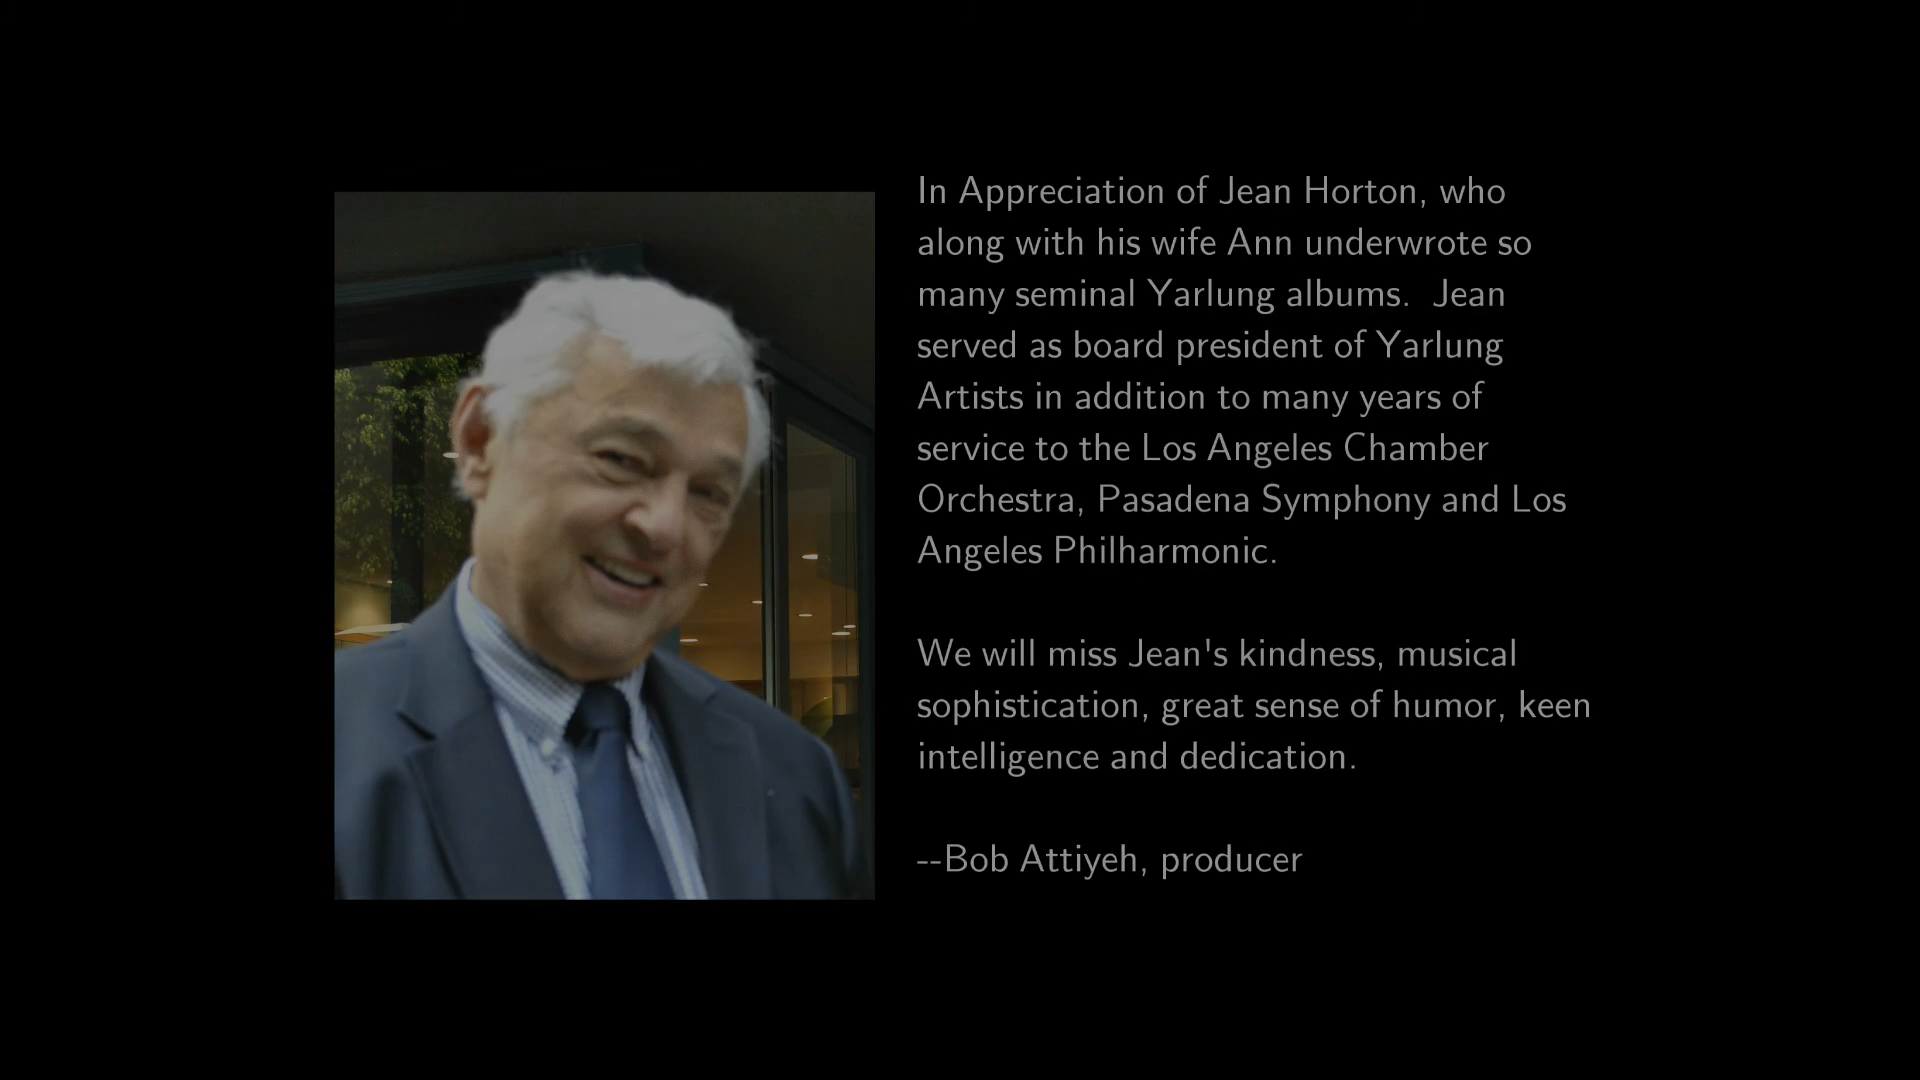 In Appreciation of Jean Horton, who
along with his wife Ann underwrote so
many seminal Yarlung albums.  Jean
served as board president of Yarlung
Artists in addition to many years of
service to the Los Angeles Chamber
Orchestra, Pasadena Symphony and Los
Angeles Philharmonic.

We will miss Jean's kindness, musical
sophistication, great sense of humor, keen
intelligence and dedication.

--Bob Attiyeh, producer